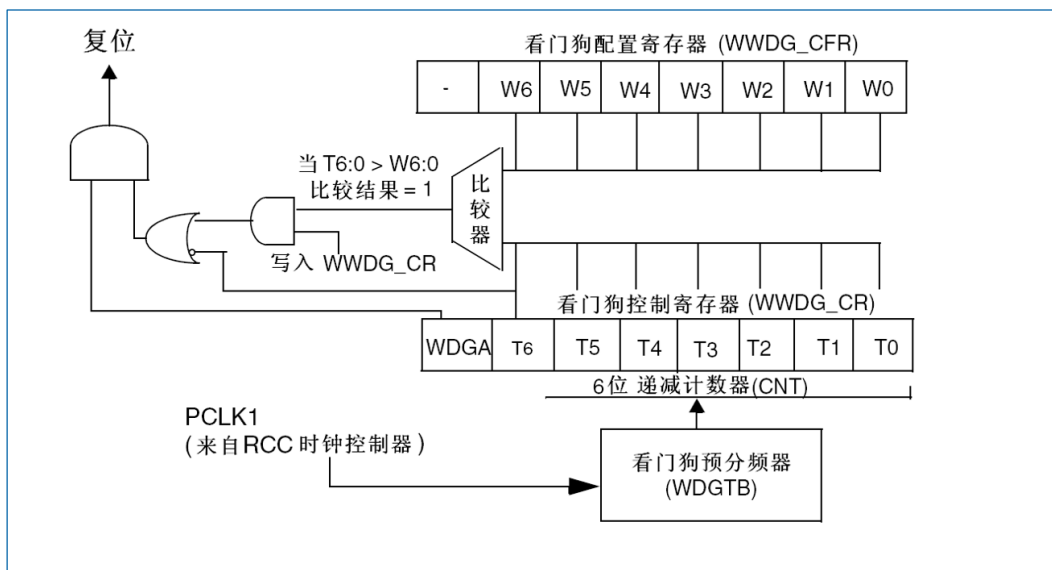 复位
看门狗配置寄存器 (WWDG_CFR)
- W6 W5 W4 W3 W2 W1 W0
当 T6:0 > W6:0
比较结果 = 1
比较器
写入 WWDG_CR
看门狗控制寄存器 (WWDG_CR)
WDGA T6 T5 T4 T3 T2 T1 T0
6位 递减计数器(CNT)
PCLK1
(来自RCC 时钟控制器)
看门狗预分频器
(WDGTB)